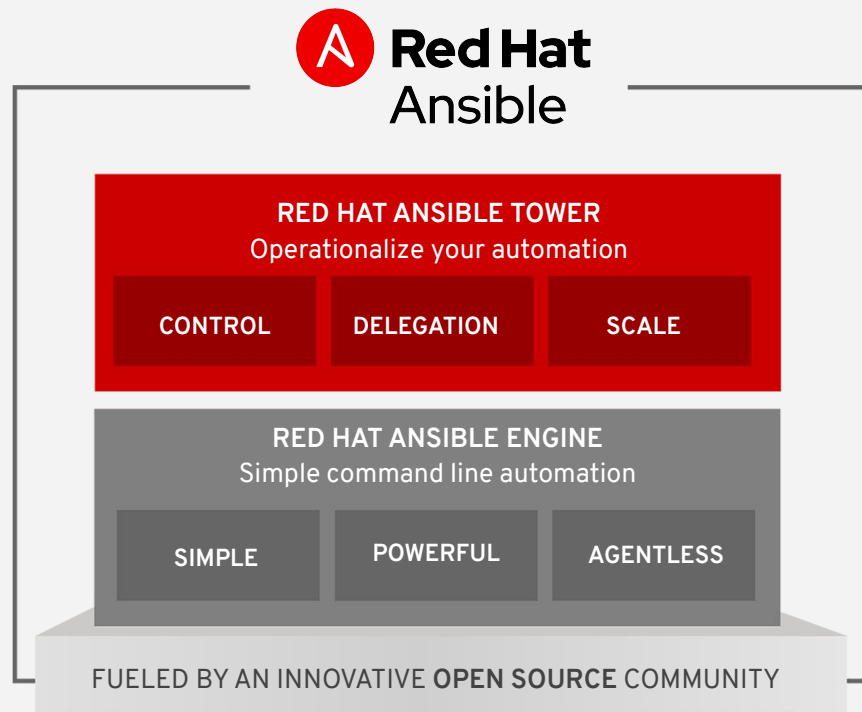 Red Hat
Ansible
RED HAT ANSIBLE TOWER
Operationalize your automation
CONTROL
DELEGATION
SCALE
RED HAT ANSIBLE ENGINE
Simple command line automation
SIMPLE
POWERFUL
AGENTLESS
FUELED BY AN INNOVATIVE OPEN SOURCE COMMUNITY